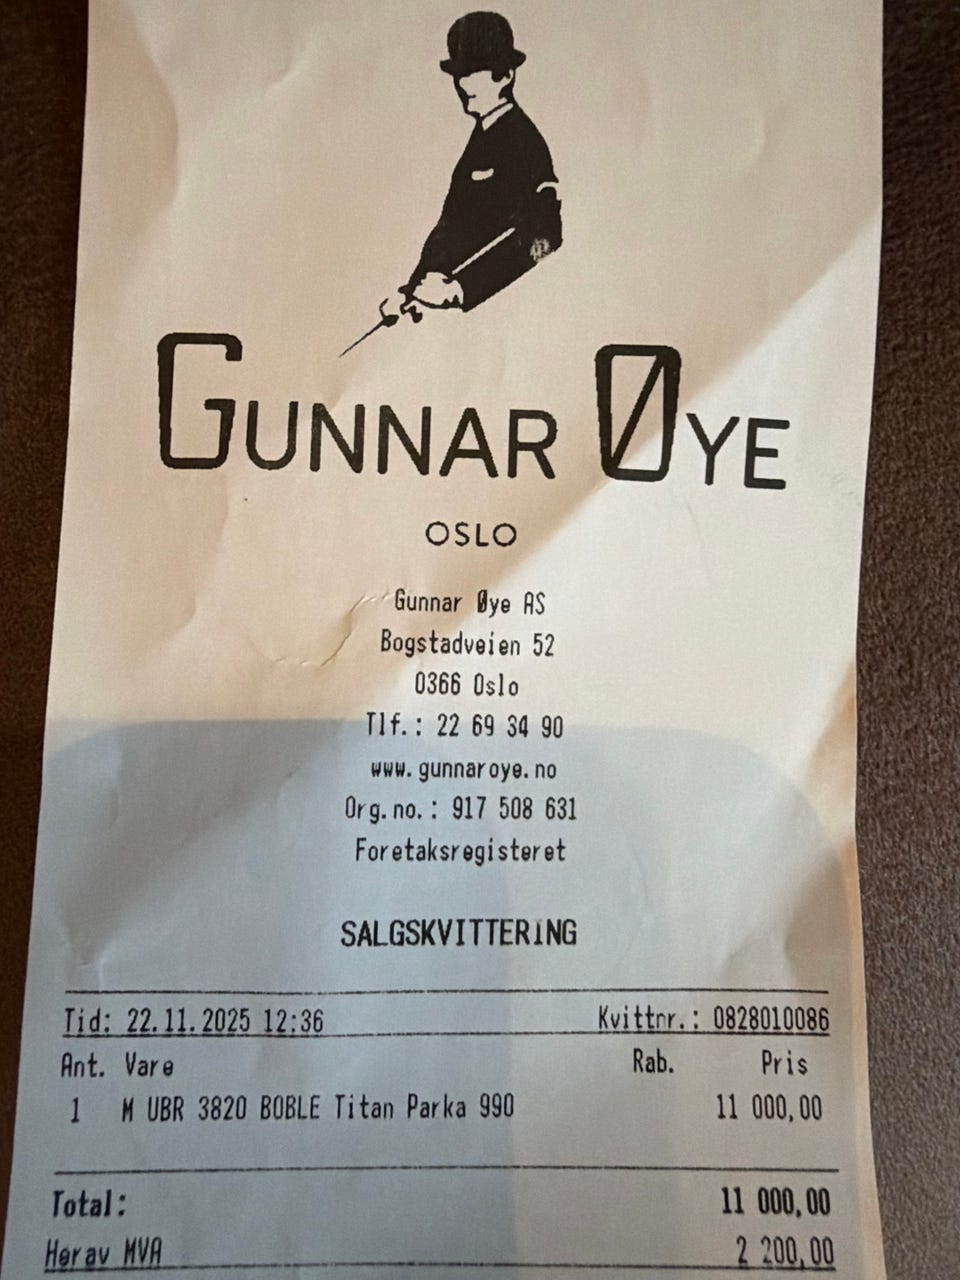 GUNNAR ØYE
OSLO
Gunnar Øye AS
Bogstadveien 52
0366 Oslo
Tlf.: 22 69 34 90
www.gunnaroye.no
Org.no.: 917 508 631
Foretaksregisteret
SALGSKVITTERING
Tid: 22.11.2025 12:36 Kvittnr.: 0828010086
Ant. Vare Rab. Pris
1 M UBR 3820 BOBLE Titan Parka 990 11 000,00
Total: 11 000,00
Herav MVA 2 200,00